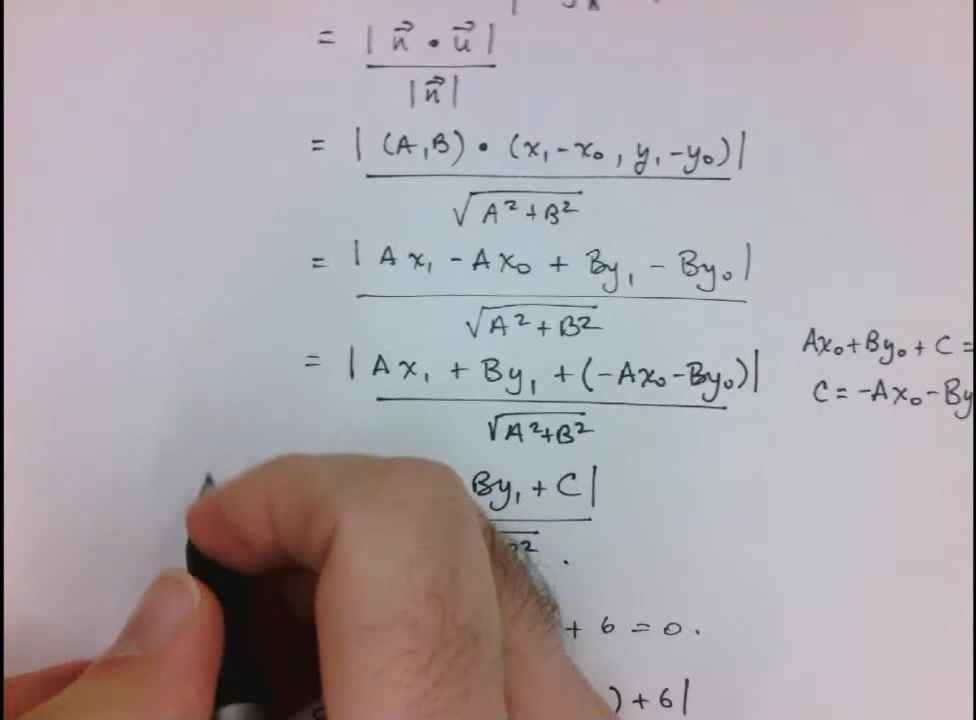 = | n⃗ • u⃗ |
| n⃗ |
= | (A,B) • (x₁ - x₀, y₁ - y₀) |
√A² + B²
= | Ax₁ - Ax₀ + By₁ - By₀ |
√A² + B²
= | Ax₁ + By₁ + (-Ax₀ - By₀) |
√A² + B²
Ax₀ + By₀ + C =
C = -Ax₀ - By
By₁ + C |
.
+ 6 = 0.
) + 6 |